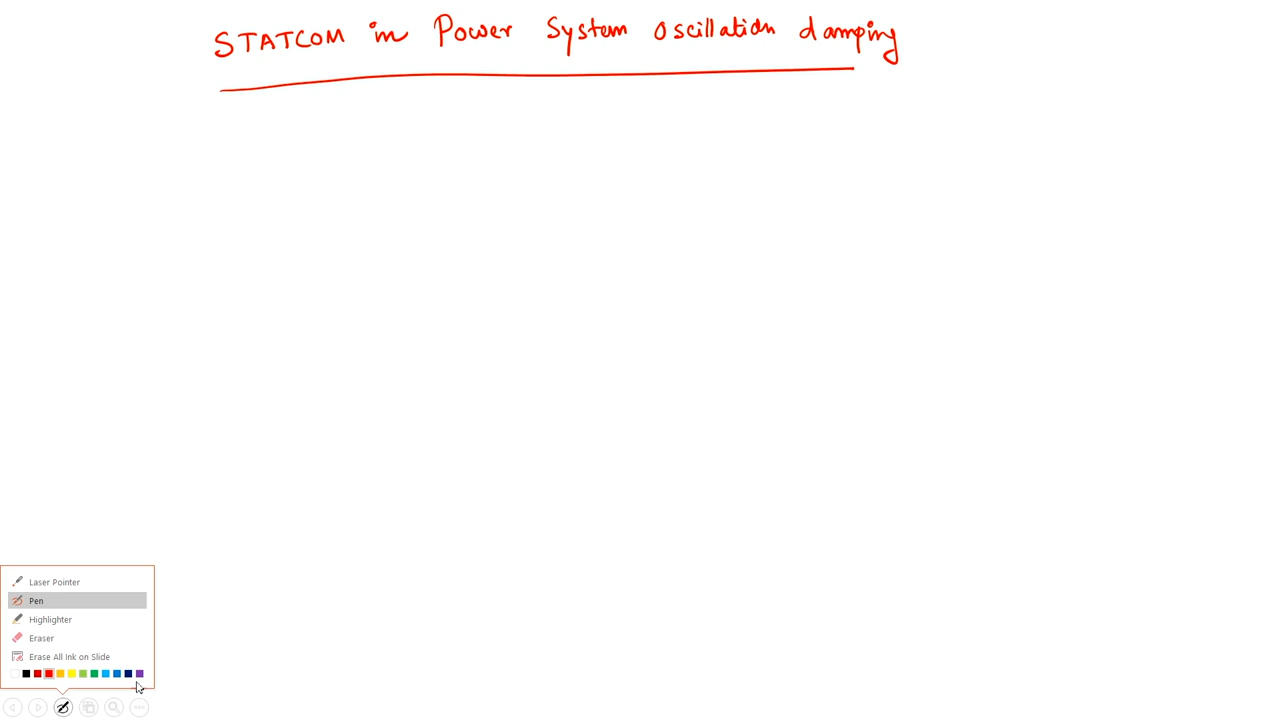 STATCOM in Power System Oscillation damping
Laser Pointer
Pen
Highlighter
Eraser
Erase All Ink on Slide